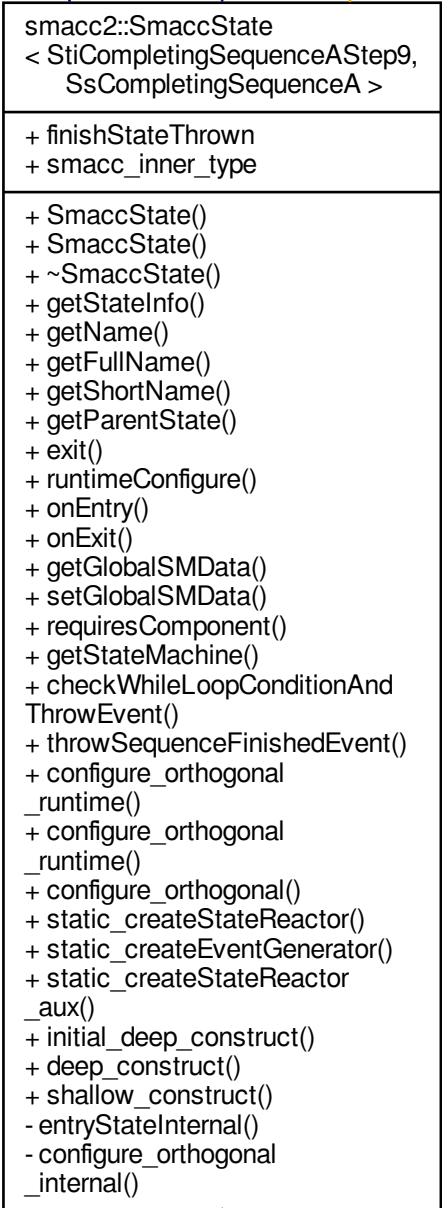 smacc2::SmaccState
< StiCompletingSequenceAStep9,
SsCompletingSequenceA >
+ finishStateThrown
+ smacc_inner_type
+ SmaccState()
+ SmaccState()
+ ~SmaccState()
+ getStateInfo()
+ getName()
+ getFullName()
+ getShortName()
+ getParentState()
+ exit()
+ runtimeConfigure()
+ onEntry()
+ onExit()
+ getGlobalSMData()
+ setGlobalSMData()
+ requiresComponent()
+ getStateMachine()
+ checkWhileLoopConditionAnd
ThrowEvent()
+ throwSequenceFinishedEvent()
+ configure_orthogonal
_runtime()
+ configure_orthogonal
_runtime()
+ configure_orthogonal()
+ static_createStateReactor()
+ static_createEventGenerator()
+ static_createStateReactor
_aux()
+ initial_deep_construct()
+ deep_construct()
+ shallow_construct()
- entryStateInternal()
- configure_orthogonal
_internal()